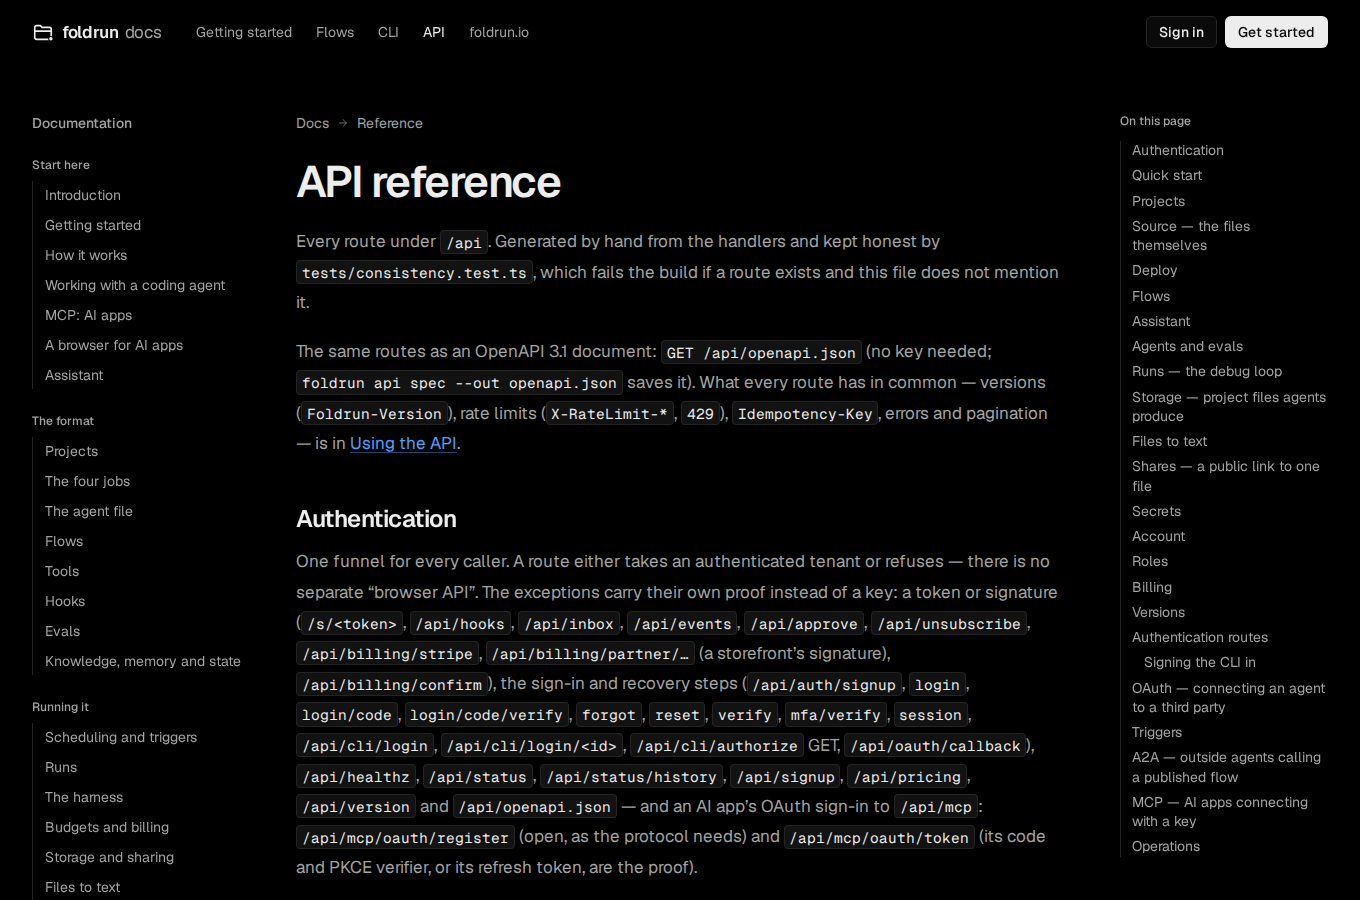 foldrun docs
Getting started
Flows
CLI
API
foldrun.io
Sign in
Get started
Documentation
Start here
Introduction
Getting started
How it works
Working with a coding agent
MCP: AI apps
A browser for AI apps
Assistant
The format
Projects
The four jobs
The agent file
Flows
Tools
Hooks
Evals
Knowledge, memory and state
Running it
Scheduling and triggers
Runs
The harness
Budgets and billing
Storage and sharing
Files to text
Docs → Reference
API reference
Every route under /api. Generated by hand from the handlers and kept honest by
tests/consistency.test.ts, which fails the build if a route exists and this file does not mention
it.
The same routes as an OpenAPI 3.1 document: GET /api/openapi.json (no key needed;
foldrun api spec --out openapi.json saves it). What every route has in common — versions
(Foldrun-Version), rate limits (X-RateLimit-*, 429), Idempotency-Key, errors and pagination
— is in Using the API.
Authentication
One funnel for every caller. A route either takes an authenticated tenant or refuses — there is no
separate “browser API”. The exceptions carry their own proof instead of a key: a token or signature
(/s/<token>, /api/hooks, /api/inbox, /api/events, /api/approve, /api/unsubscribe,
/api/billing/stripe, /api/billing/partner/… (a storefront’s signature),
/api/billing/confirm), the sign-in and recovery steps (/api/auth/signup, login,
login/code, login/code/verify, forgot, reset, verify, mfa/verify, session,
/api/cli/login, /api/cli/login/<id>, /api/cli/authorize GET, /api/oauth/callback),
/api/healthz, /api/status, /api/status/history, /api/signup, /api/pricing,
/api/version and /api/openapi.json — and an AI app’s OAuth sign-in to /api/mcp:
/api/mcp/oauth/register (open, as the protocol needs) and /api/mcp/oauth/token (its code
and PKCE verifier, or its refresh token, are the proof).
On this page
Authentication
Quick start
Projects
Source — the files
themselves
Deploy
Flows
Assistant
Agents and evals
Runs — the debug loop
Storage — project files agents
produce
Files to text
Shares — a public link to one
file
Secrets
Account
Roles
Billing
Versions
Authentication routes
Signing the CLI in
OAuth — connecting an agent
to a third party
Triggers
A2A — outside agents calling
a published flow
MCP — AI apps connecting
with a key
Operations